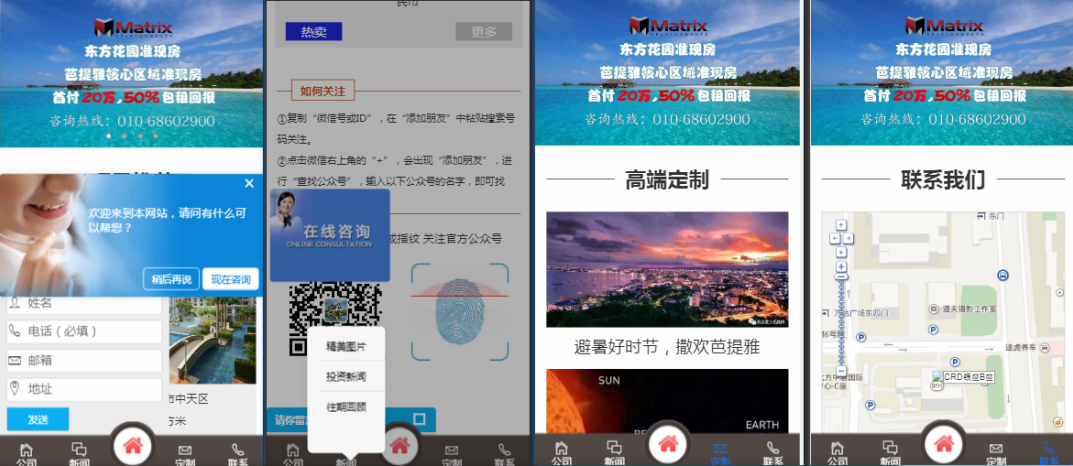 Matrix
东方花园准现房
芭提雅核心区域准现房
首付20万,50%包租回报
咨询热线：010-68602900
欢迎来到本网站，请问有什么可
以帮您？
稍后再说
现在咨询
姓名
电话（必填）
邮箱
地址
发送
市中天区
方米
公司
新闻
定制
联系
民币
热卖
更多
如何关注
①复制“微信号或ID”，在“添加朋友”中粘贴搜索号
码关注。
②点击微信右上角的“+”，会出现“添加朋友”，进
行“查找公众号”，输入以下公众号的名字，即可找
在线咨询
ONLINE CONSULTATION
或指纹 关注官方公众号
精美图片
投资新闻
往期回顾
请你留
公司
新闻
定制
联系
Matrix
东方花园准现房
芭提雅核心区域准现房
首付20万,50%包租回报
咨询热线：010-68602900
高端定制
避暑好时节，撒欢芭提雅
SUN
EARTH
公司
新闻
定制
联系
Matrix
东方花园准现房
芭提雅核心区域准现房
首付20万,50%包租回报
咨询热线：010-68602900
联系我们
东门
道天摄影工作室
万达广场东四门
途虎养车
CRD银座B座
公司
新闻
定制
联系